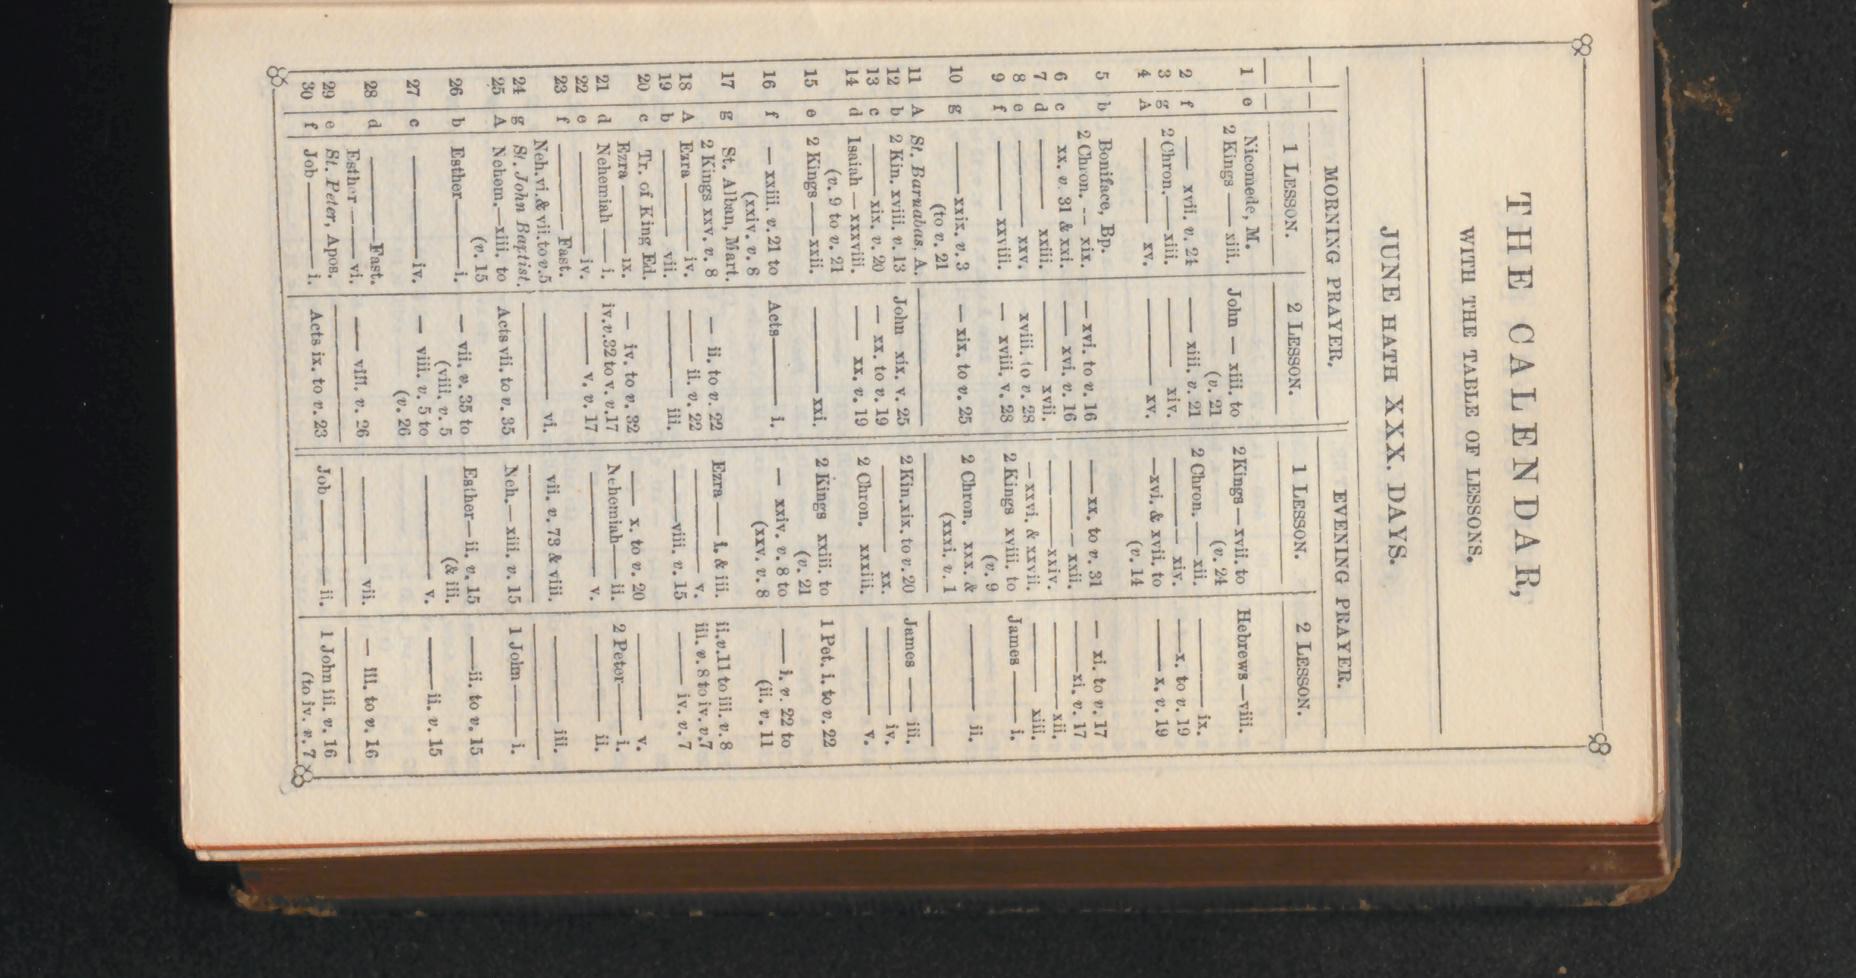 THE CALENDAR,
WITH THE TABLE OF LESSONS.
JUNE HATH XXX. DAYS.
MORNING PRAYER. EVENING PRAYER.
1 LESSON. 2 LESSON. 1 LESSON. 2 LESSON.
1 e Nicomede, M.
2 Kings — xiii. John — xiii. to 2 Kings—xvii. to Hebrews—viii.
(v. 21 (v. 24
2 f — xvii. v. 24 — xiii. v. 21 2 Chron.— xii. — ix.
3 g 2 Chron.—xiii. — xiv. — xiv. —x. to v. 19
4 A — xv. — xv. —xvi. & xvii. to — x. v. 19
(v. 14
5 b Boniface, Bp.
2 Chron. — xix. — xvi. to v. 16 — xx. to v. 31 — xi. to v. 17
6 c xx. v. 31 & xxi. — xvi. v. 16 — xxii. —xi. v. 17
7 d — xxiii. — xvii. —xxiv. — xii.
8 e — xxv. xviii. to v. 28 — xxvi. & xxvii. — xiii.
9 f — xxviii. — xviii. v. 28 2 Kings xviii. to James — i.
(v. 9
10 g —xxix. v. 3 — xix. to v. 25 2 Chron. xxx. & — ii.
(to v. 21 (xxxi. v. 1
11 A St. Barnabas, A. James — iii.
12 b 2 Kin. xviii. v. 13 John xix. v. 25 2 Kin.xix. to v. 20 — iv.
13 c — xix. v. 20 — xx. to v. 19 — xx. — v.
14 d Isaiah — xxxviii. — xx. v. 19 2 Chron. xxxiii.
(v. 9 to v. 21
15 e 2 Kings — xxii. — xxi. 2 Kings xxiii. to 1 Pet. i. to v. 22
(v. 21
16 f — xxiii. v. 21 to Acts— i. — xxiv. v. 8 to — i. v. 22 to
(xxiv. v. 8 (xxv. v. 8 (ii. v. 11
17 g St. Alban, Mart.
2 Kings xxv. v. 8 — ii. to v. 22 Ezra — i. & iii. ii.v.11 to iii. v. 8
18 A Ezra — iv. — ii. v. 22 — v. iii. v. 8 to iv. v.7
19 b — vii. — iii. —viii. v. 15 — iv. v. 7
20 c Tr. of King Ed.
Ezra — ix. — iv. to v. 32 — x. to v. 20 — v.
21 d Nehemiah — i. iv.v.32 to v. v.17 Nehemiah— ii. 2 Peter— i.
22 e — iv. — v. v. 17 — v. — ii.
23 f — Fast.
Neh.vi.& vii.to v.5 — vi. vii. v. 73 & viii. — iii.
24 g St. John Baptist.
25 A Nehem.—xiii. to Acts vii. to v. 35 Neh.— xiii. v. 15 1 John — i.
(v. 15
26 b Esther— i. — vii. v. 35 to Esther—ii. v. 15 —ii. to v. 15
(viii. v. 5 (& iii.
27 c — iv. — viii. v. 5 to — v. — ii. v. 15
(v. 26
28 d —Fast.
Esther — vi. — viii. v. 26 — vii. — iii. to v. 16
29 e St. Peter, Apos.
30 f Job— i. Acts ix. to v. 23 Job — ii. 1 John iii. v. 16
(to iv. v. 7